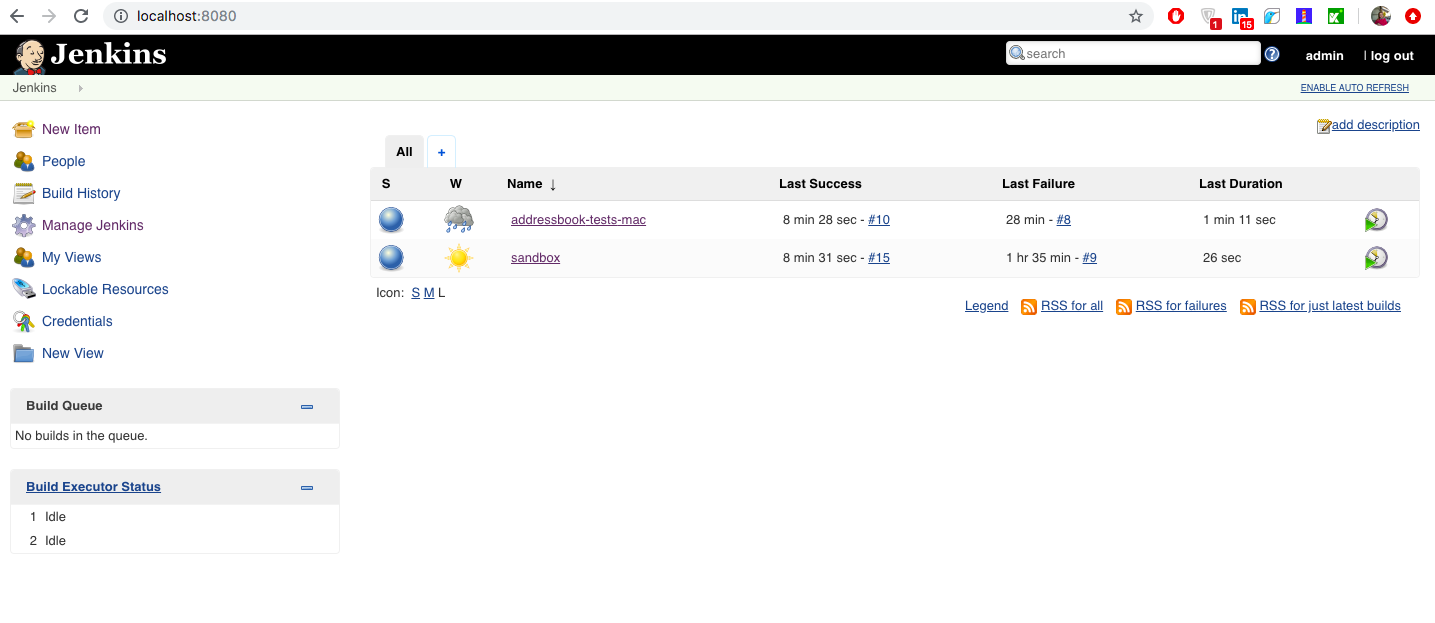 localhost:8080
1
15
Jenkins
search
?
admin
| log out
Jenkins
ENABLE AUTO REFRESH
New Item
People
Build History
Manage Jenkins
My Views
Lockable Resources
Credentials
New View
Build Queue
No builds in the queue.
Build Executor Status
1 Idle
2 Idle
add description
All +
S W Name ↓ Last Success Last Failure Last Duration
addressbook-tests-mac 8 min 28 sec - #10 28 min - #8 1 min 11 sec
sandbox 8 min 31 sec - #15 1 hr 35 min - #9 26 sec
Icon: S M L
Legend RSS for all RSS for failures RSS for just latest builds